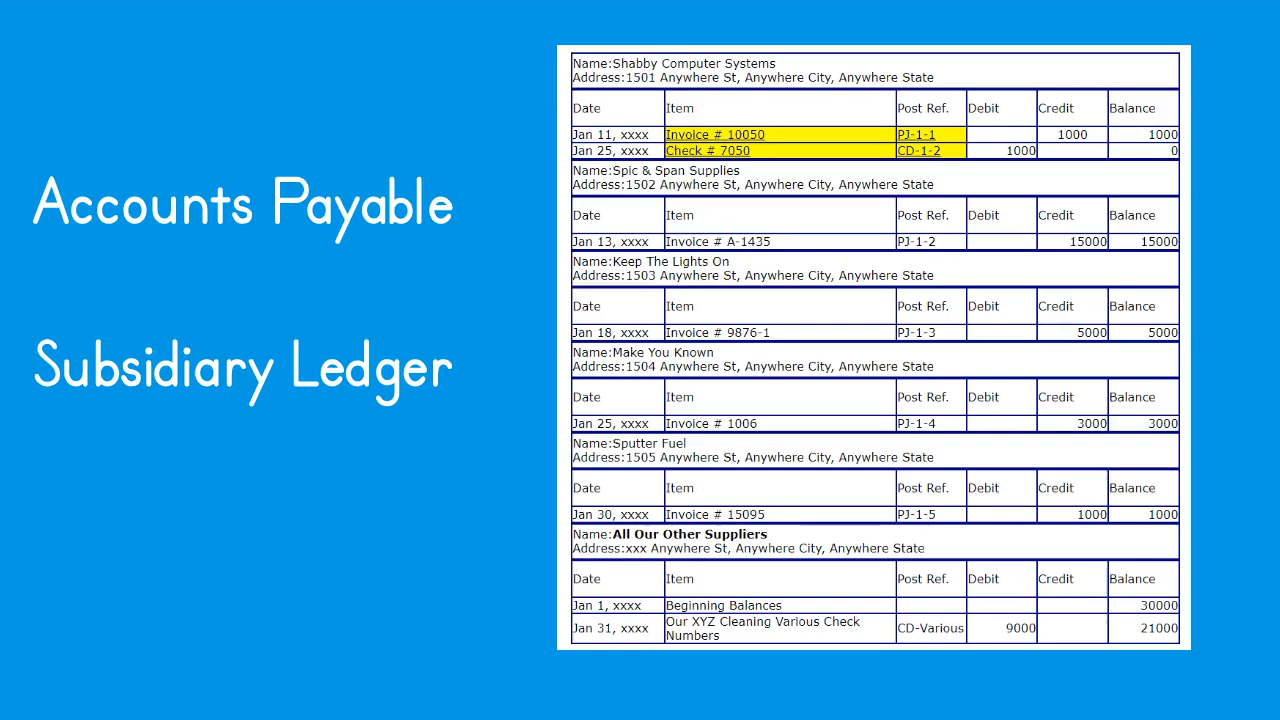 Accounts Payable
Subsidiary Ledger
Name:Shabby Computer Systems
Address:1501 Anywhere St, Anywhere City, Anywhere State
Date Item Post Ref. Debit Credit Balance
Jan 11, xxxx Invoice # 10050 PJ-1-1 1000 1000
Jan 25, xxxx Check # 7050 CD-1-2 1000 0
Name:Spic & Span Supplies
Address:1502 Anywhere St, Anywhere City, Anywhere State
Date Item Post Ref. Debit Credit Balance
Jan 13, xxxx Invoice # A-1435 PJ-1-2 15000 15000
Name:Keep The Lights On
Address:1503 Anywhere St, Anywhere City, Anywhere State
Date Item Post Ref. Debit Credit Balance
Jan 18, xxxx Invoice # 9876-1 PJ-1-3 5000 5000
Name:Make You Known
Address:1504 Anywhere St, Anywhere City, Anywhere State
Date Item Post Ref. Debit Credit Balance
Jan 25, xxxx Invoice # 1006 PJ-1-4 3000 3000
Name:Sputter Fuel
Address:1505 Anywhere St, Anywhere City, Anywhere State
Date Item Post Ref. Debit Credit Balance
Jan 30, xxxx Invoice # 15095 PJ-1-5 1000 1000
Name:All Our Other Suppliers
Address:xxx Anywhere St, Anywhere City, Anywhere State
Date Item Post Ref. Debit Credit Balance
Jan 1, xxxx Beginning Balances 30000
Jan 31, xxxx Our XYZ Cleaning Various Check
Numbers CD-Various 9000 21000